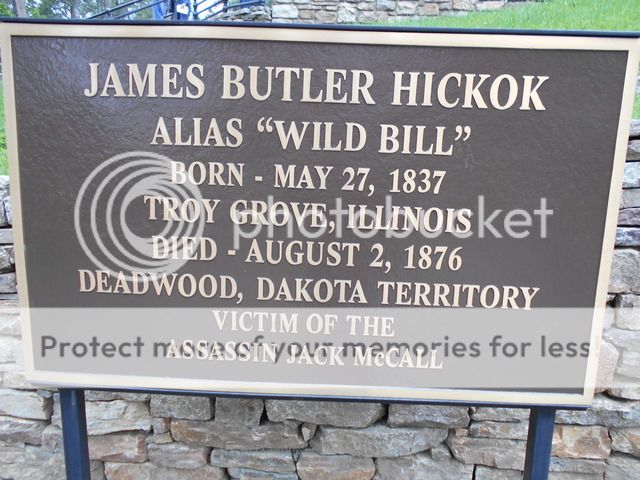 JAMES BUTLER HICKOK
ALIAS "WILD BILL"
BORN - MAY 27, 1837
TROY GROVE, ILLINOIS
photobucket
DIED - AUGUST 2, 1876
DEADWOOD, DAKOTA TERRITORY
VICTIM OF THE
Protect more of your memories for less!
ASSASSIN JACK McCALL